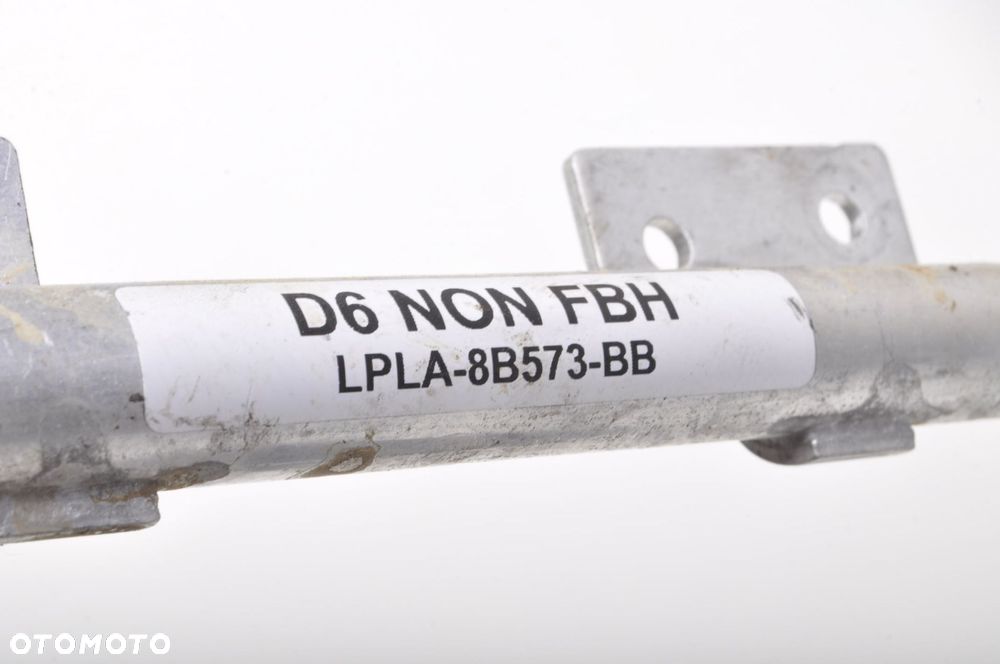 D6 NON FBH
LPLA-8B573-BB
OTOMOTO